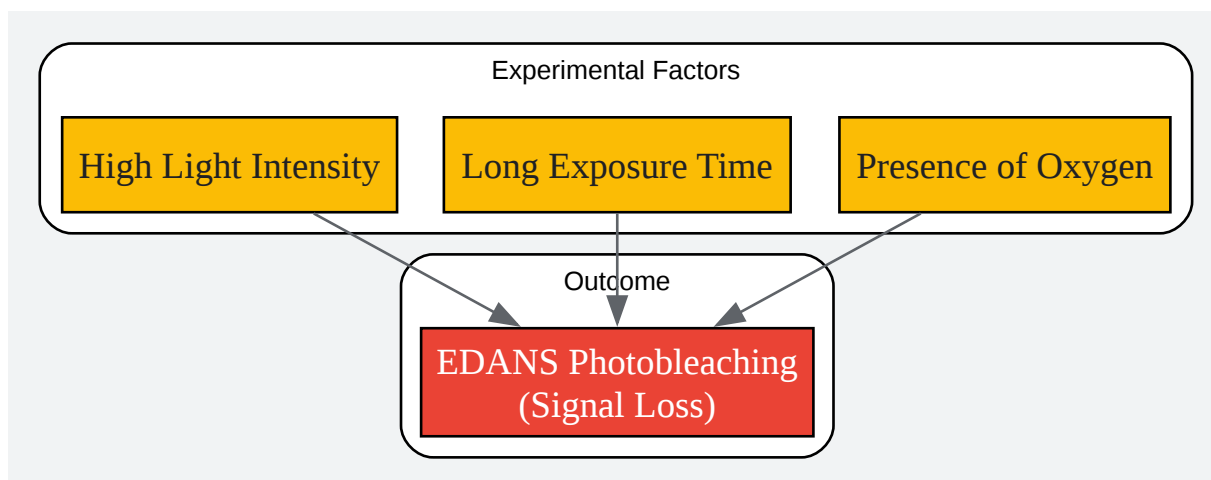 Experimental Factors
High Light Intensity
Long Exposure Time
Presence of Oxygen
Outcome
EDANS Photobleaching
(Signal Loss)